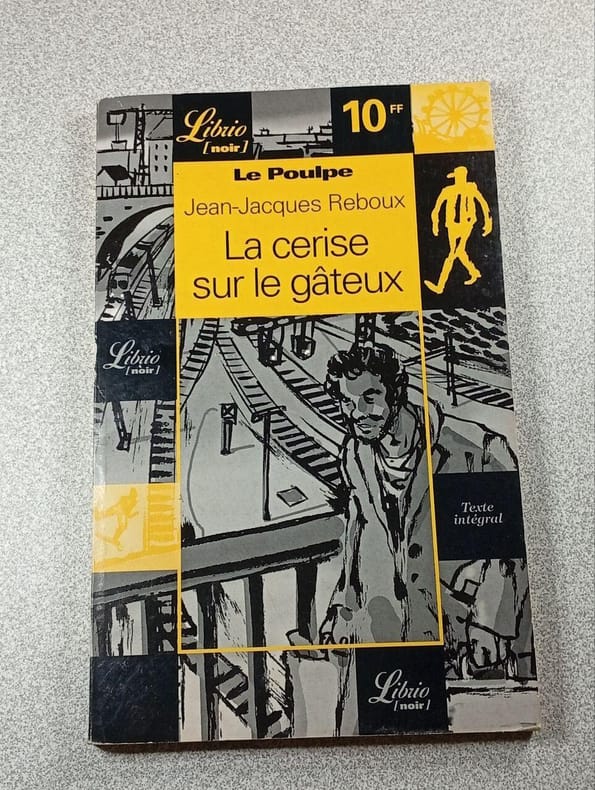 Librio
[noir]
10 FF
Le Poulpe
Jean-Jacques Reboux
La cerise
sur le gâteux
Librio
[noir]
Texte
intégral
Librio
[noir]